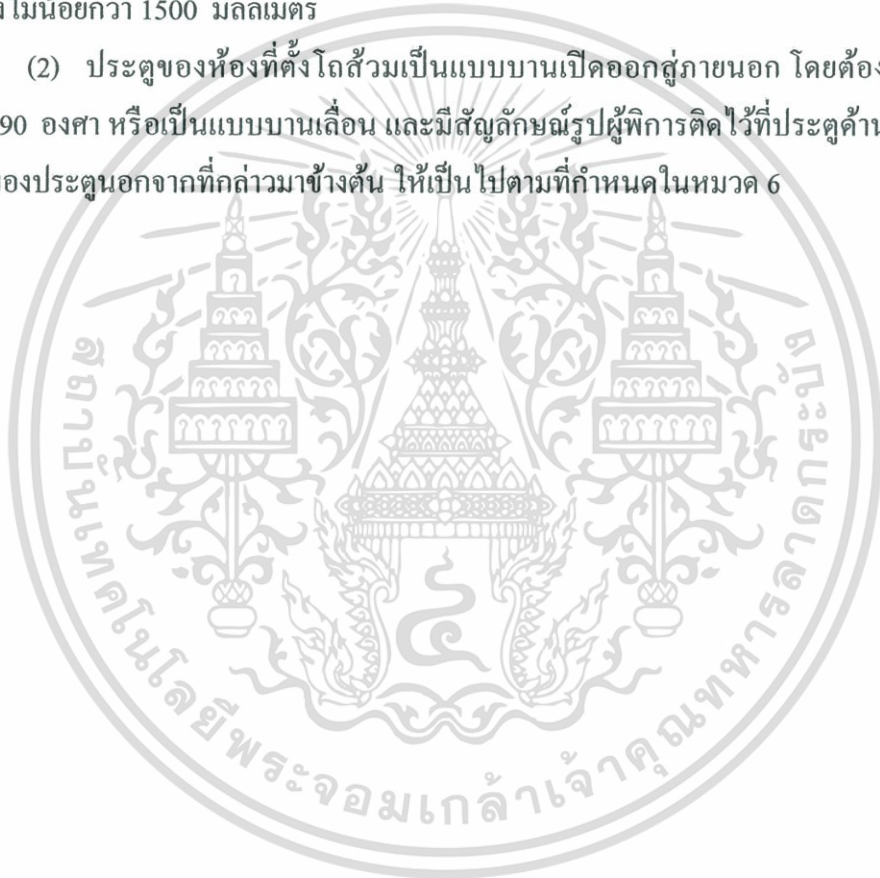 งไม่น้อยกว่า 1500 มิลลิเมตร
(2) ประตูของห้องที่ตั้งโถส้วมเป็นแบบบานเปิดออกสู่ภายนอก โดยต้อง
90 องศา หรือเป็นแบบบานเลื่อน และมีสัญลักษณ์รูปผู้พิการติดไว้ที่ประตูด้าน
ของประตูนอกจากที่กล่าวมาข้างต้น ให้เป็นไปตามที่กำหนดในหมวด 6
สถาบันเทคโนโลยีพระจอมเกล้าเจ้าคุณทหารลาดกระบัง